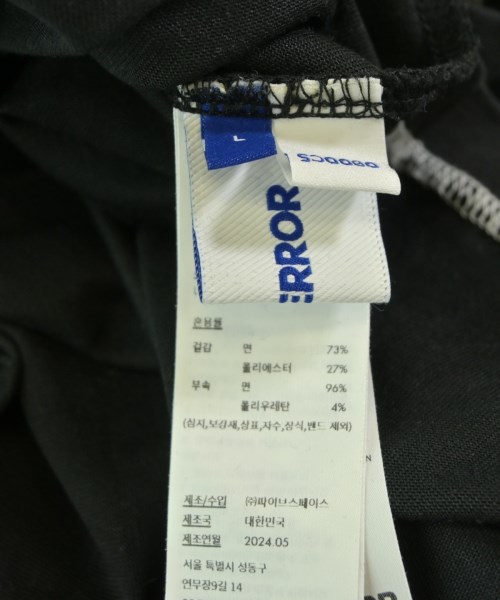 L
ERROR
혼용률
겉감 면 73%
폴리에스터 27%
부속 면 96%
폴리우레탄 4%
(심지,보강재,상표,자수,장식,밴드 제외)
N
제조/수입 ㈜파이브스페이스
제조국 대한민국
제조연월 2024.05
서울 특별시 성동구
연무장9길 14